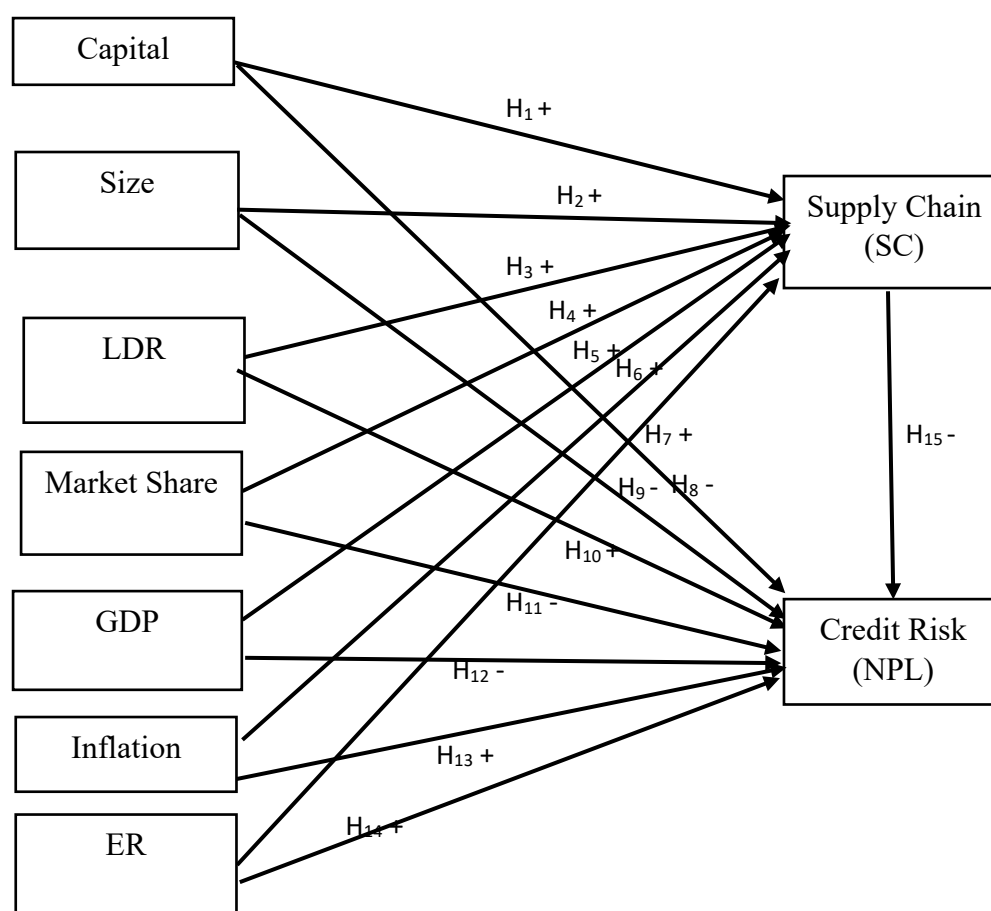 Capital
H₁ +
Size
H₂ +
Supply Chain
(SC)
H₃ +
LDR
H₄ +
H₅ +
H₆ +
H₇ +
H₁₅ -
Market Share
H₉ -
H₈ -
H₁₀ +
GDP
H₁₁ -
Credit Risk
(NPL)
H₁₂ -
Inflation
H₁₃ +
ER
H₁₄ +